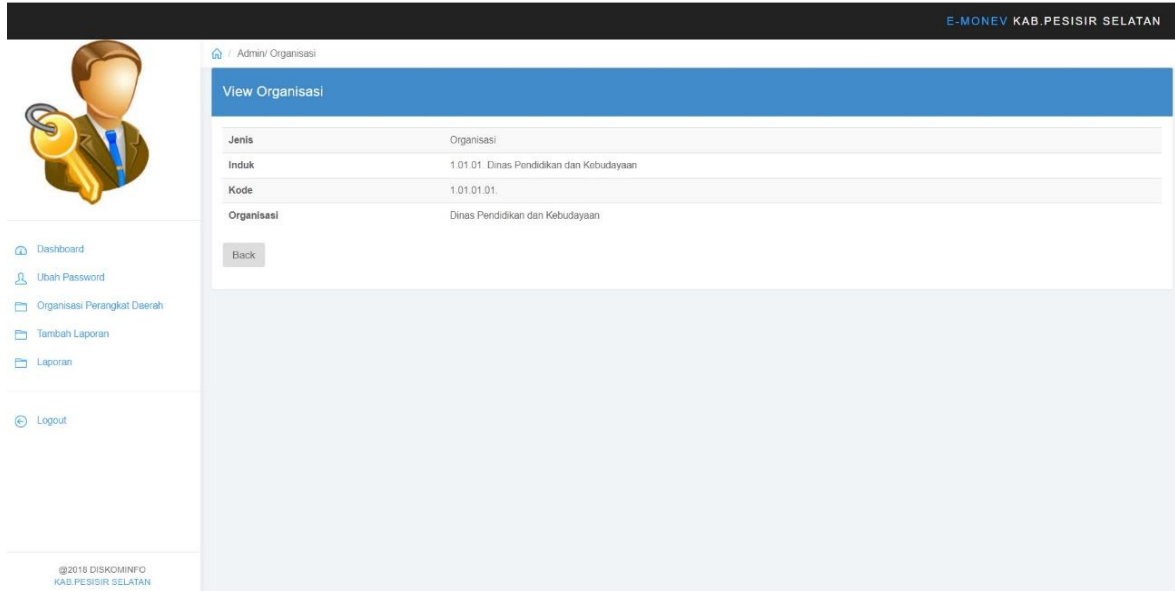 E-MONEV KAB.PESISIR SELATAN
/ Admin/ Organisasi
View Organisasi
Jenis Organisasi
Induk 1.01.01. Dinas Pendidikan dan Kebudayaan
Kode 1.01.01.01.
Organisasi Dinas Pendidikan dan Kebudayaan
Back
Dashboard
Ubah Password
Organisasi Perangkat Daerah
Tambah Laporan
Laporan
Logout
@2018 DISKOMINFO
KAB.PESISIR SELATAN